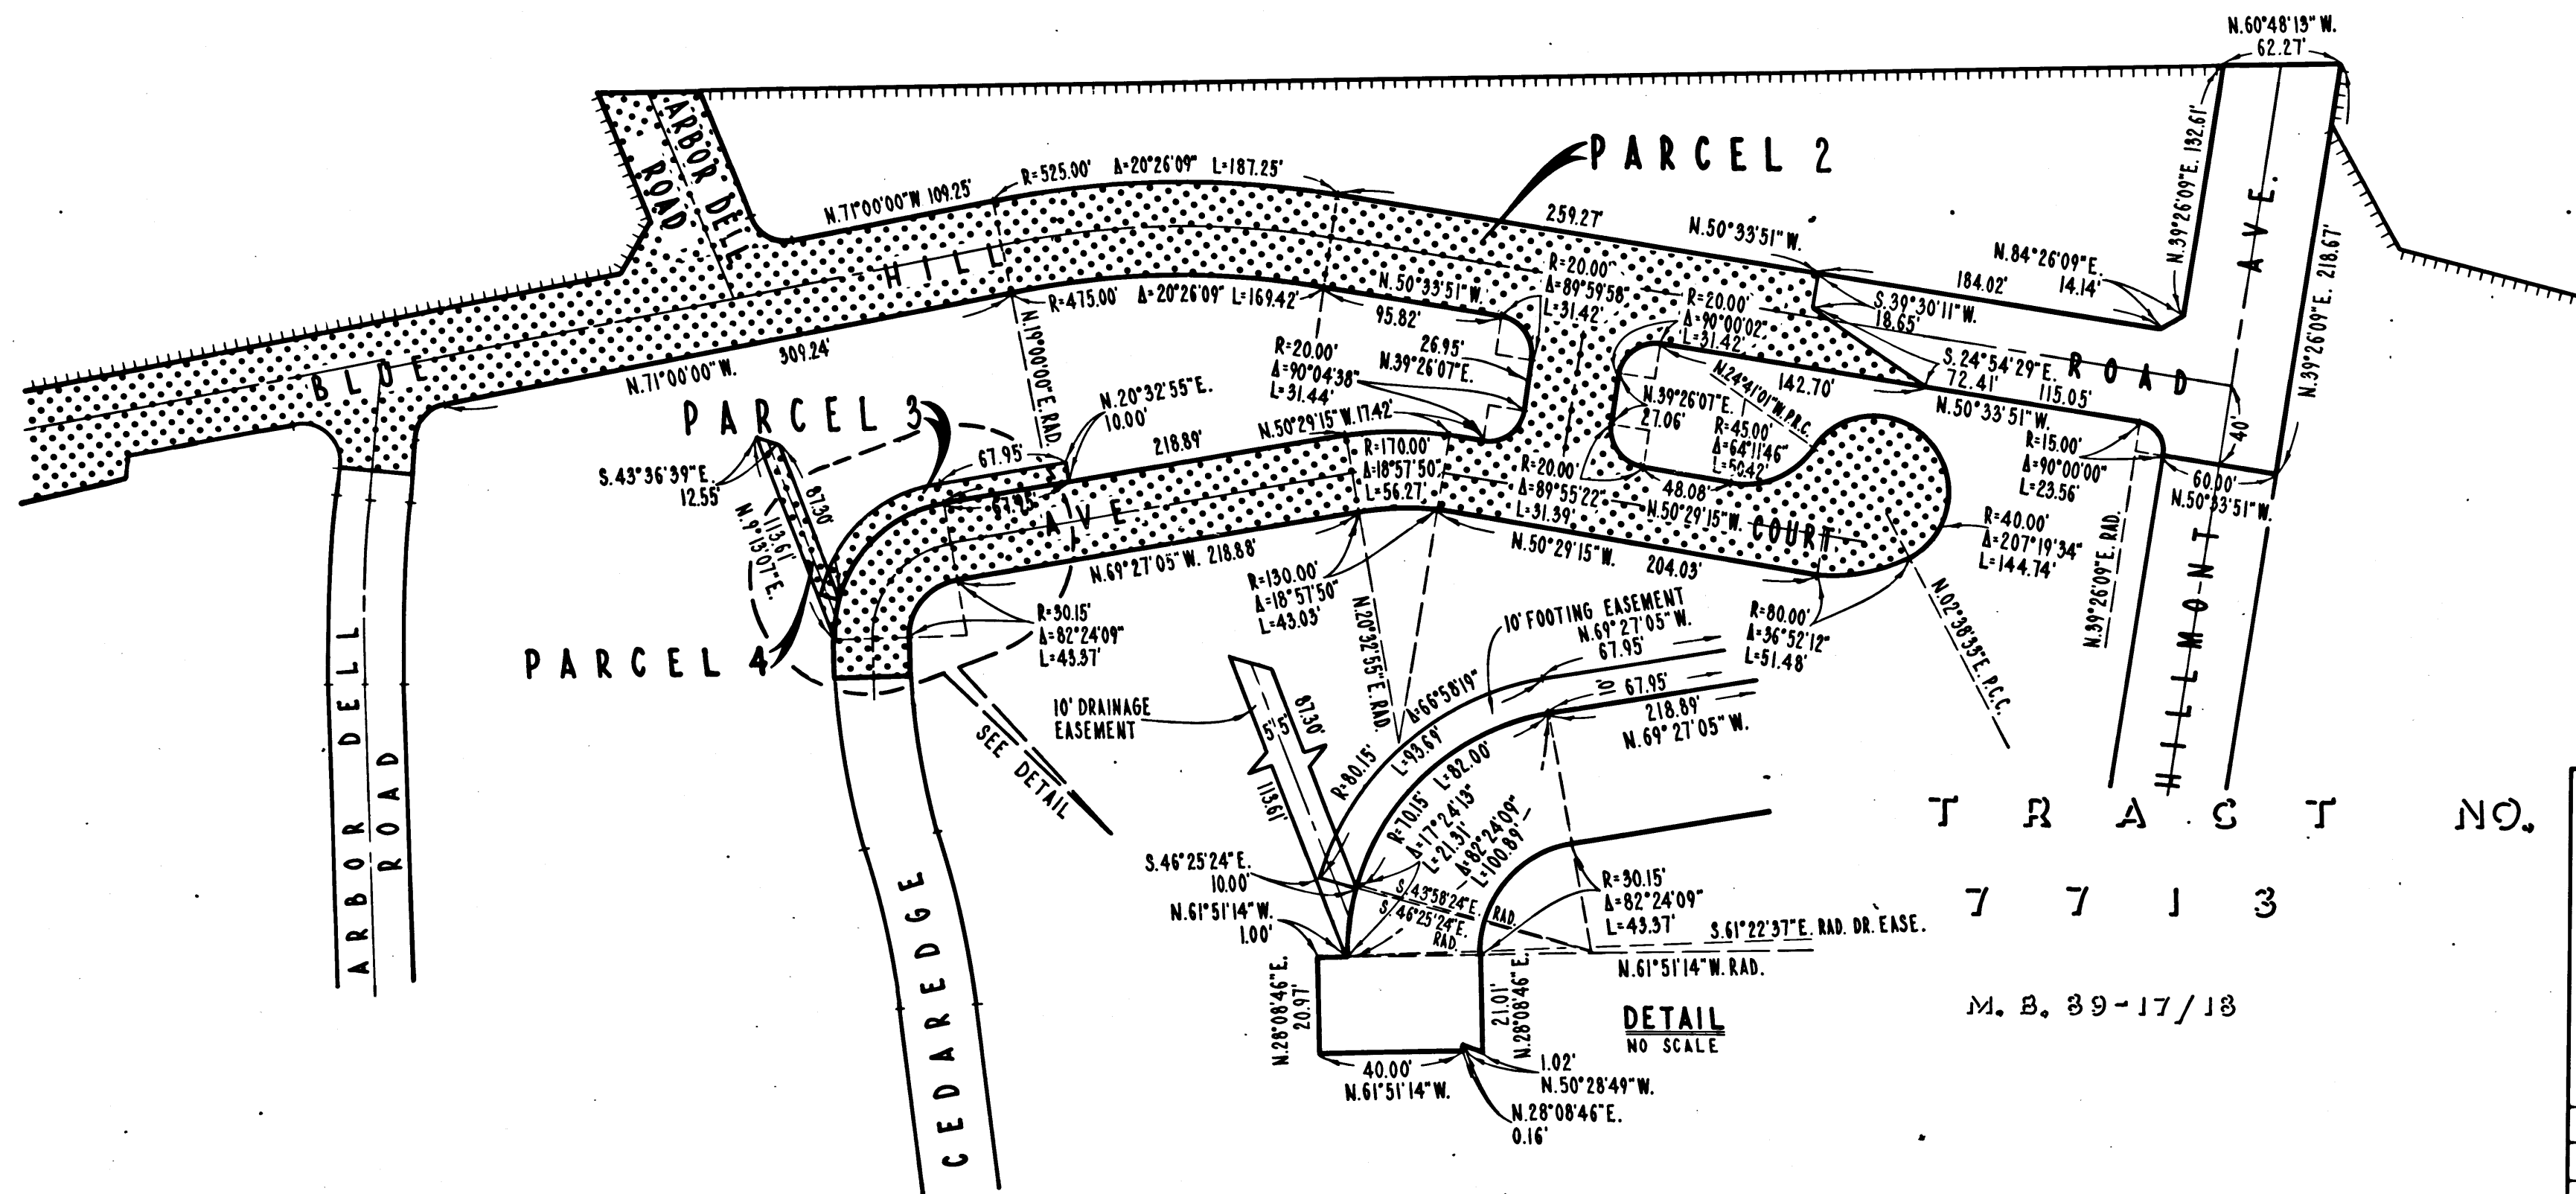 N.60°48'13" W.
62.27'
ARBOR DELL
ROAD
PARCEL 2
N.71°00'00"W 109.25'
R=525.00' Δ=20°26'09" L=187.25'
259.27'
N.50°33'51" W.
N.39°26'09"E. 132.61'
AVE.
N.39°26'09"E. 218.67'
N.84°26'09"E.
14.14'
184.02'
S.39°30'11"W.
18.65'
BLUE
HILL
ROAD
R=475.00' Δ=20°26'09" L=169.42'
N.50°33'51" W.
95.82'
R=20.00'
Δ=89°59'58"
L=31.42'
R=20.00'
Δ=90°00'02"
L=31.42'
S.24°54'29"E.
72.41'
115.05'
N.50°33'51"W.
142.70'
N.71°00'00"W. 309.24'
N.19°00'00"E. RAD.
26.95'
N.39°26'07"E.
R=20.00'
Δ=90°04'38"
L=31.44'
N.24°41'01"W. P.R.C.
N.39°26'07"E.
27.06'
R=45.00'
Δ=64°11'46"
L=50.42'
PARCEL 3
N.20°32'55"E.
10.00'
N.50°29'15"W. 17.42'
218.89'
67.95'
67.95'
R=170.00'
Δ=18°57'50"
L=56.27'
R=20.00'
Δ=89°55'22"
L=31.39'
48.08'
N.50°29'15"W.
COURT
AVE
R=15.00'
Δ=90°00'00"
L=23.56'
40'
60.00'
N.50°33'51"W.
S.43°36'39"E.
12.55'
87.30'
113.61'
N.9°13'07"E.
N.69°27'05"W. 218.88'
N.50°29'15"W. 204.03'
R=40.00'
Δ=207°19'34"
L=144.74'
N.39°26'09"E. RAD.
HILLMONT
R=130.00'
Δ=18°57'50"
L=43.03'
N.20°32'55"E. RAD.
R=80.00'
Δ=36°52'12"
L=51.48'
N.02°38'33"E. P.C.C.
PARCEL 4
R=30.15'
Δ=82°24'09"
L=43.37'
10' FOOTING EASEMENT
N.69°27'05"W.
67.95'
10'
67.95'
218.89'
N.69°27'05"W.
SEE DETAIL
10' DRAINAGE
EASEMENT
5' 5'
87.30'
113.61'
Δ=66°58'19"
R=80.15' L=93.69'
R=70.15' L=82.00'
Δ=17°24'13"
L=21.31'
Δ=82°24'09"
L=100.89'
S.46°25'24"E.
10.00'
N.61°51'14"W.
1.00'
S.43°58'24"E. RAD.
S.46°25'24"E.
RAD.
R=30.15'
Δ=82°24'09"
L=43.37'
S.61°22'37"E. RAD. DR. EASE.
N.61°51'14"W. RAD.
N.28°08'46"E.
20.97'
21.01'
N.28°08'46"E.
40.00'
N.61°51'14"W.
1.02'
N.50°28'49"W.
N.28°08'46"E.
0.16'
DETAIL
NO SCALE
ARBOR DELL
ROAD
CEDAREDGE
TRACT NO.
7713
M. B. 39-17/18